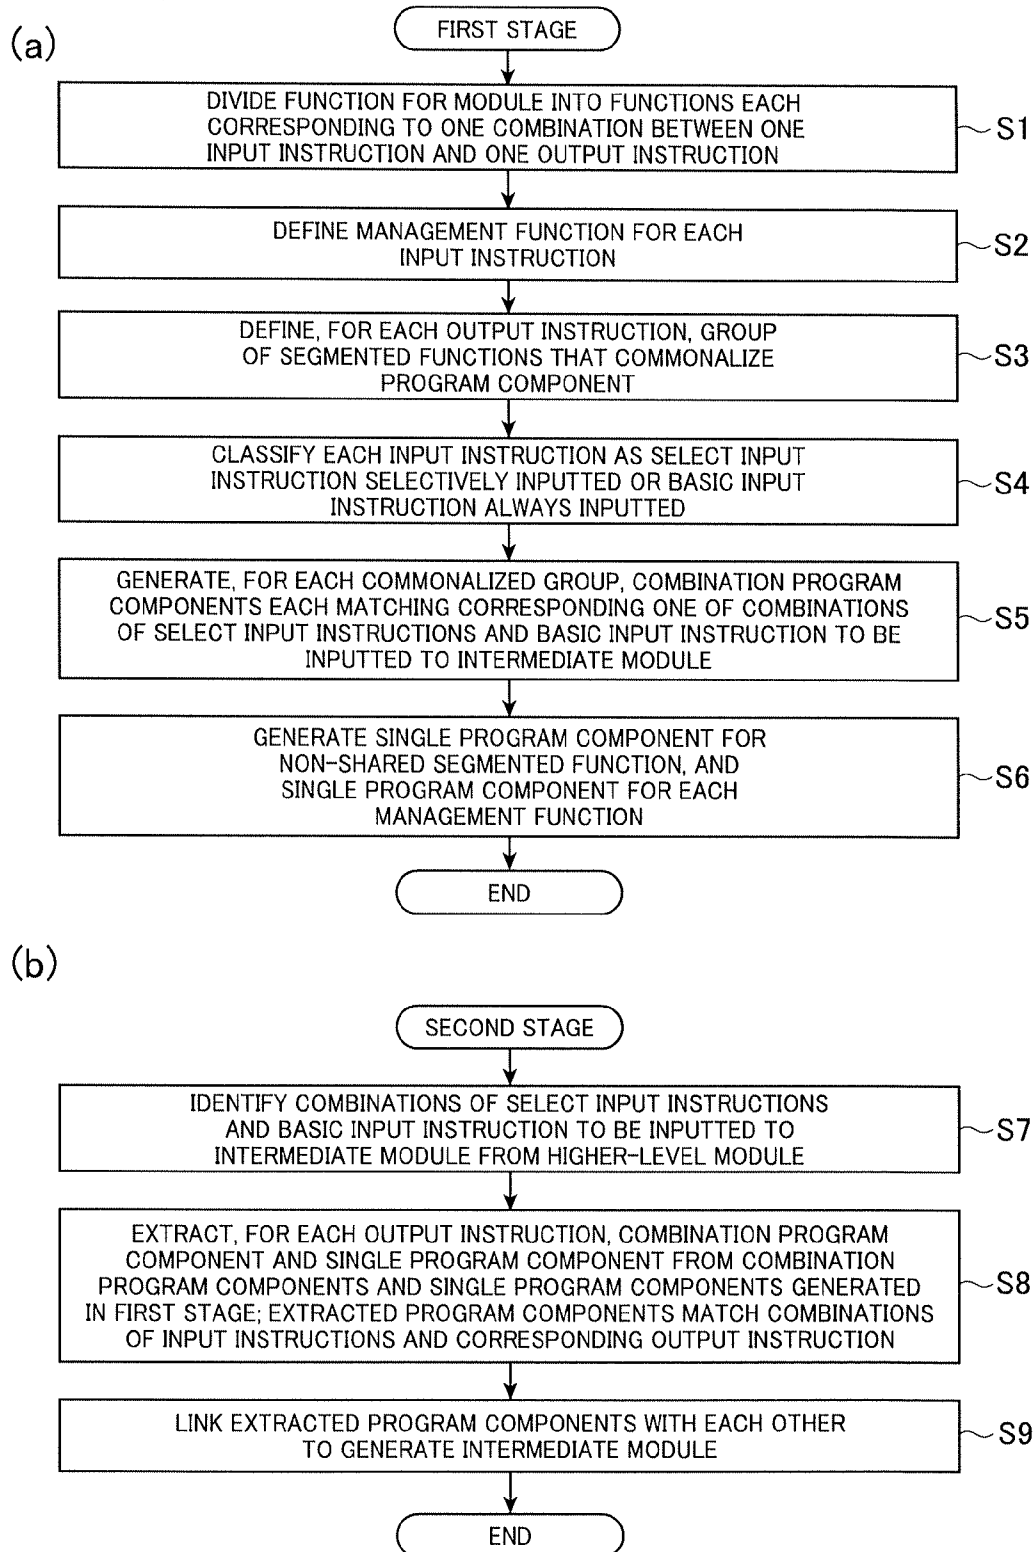 (a)
FIRST STAGE
DIVIDE FUNCTION FOR MODULE INTO FUNCTIONS EACH
CORRESPONDING TO ONE COMBINATION BETWEEN ONE
INPUT INSTRUCTION AND ONE OUTPUT INSTRUCTION
S1
DEFINE MANAGEMENT FUNCTION FOR EACH
INPUT INSTRUCTION
S2
DEFINE, FOR EACH OUTPUT INSTRUCTION, GROUP
OF SEGMENTED FUNCTIONS THAT COMMONALIZE
PROGRAM COMPONENT
S3
CLASSIFY EACH INPUT INSTRUCTION AS SELECT INPUT
INSTRUCTION SELECTIVELY INPUTTED OR BASIC INPUT
INSTRUCTION ALWAYS INPUTTED
S4
GENERATE, FOR EACH COMMONALIZED GROUP, COMBINATION PROGRAM
COMPONENTS EACH MATCHING CORRESPONDING ONE OF COMBINATIONS
OF SELECT INPUT INSTRUCTIONS AND BASIC INPUT INSTRUCTION TO BE
INPUTTED TO INTERMEDIATE MODULE
S5
GENERATE SINGLE PROGRAM COMPONENT FOR
NON-SHARED SEGMENTED FUNCTION, AND
SINGLE PROGRAM COMPONENT FOR EACH
MANAGEMENT FUNCTION
S6
END
(b)
SECOND STAGE
IDENTIFY COMBINATIONS OF SELECT INPUT INSTRUCTIONS
AND BASIC INPUT INSTRUCTION TO BE INPUTTED TO
INTERMEDIATE MODULE FROM HIGHER-LEVEL MODULE
S7
EXTRACT, FOR EACH OUTPUT INSTRUCTION, COMBINATION PROGRAM
COMPONENT AND SINGLE PROGRAM COMPONENT FROM COMBINATION
PROGRAM COMPONENTS AND SINGLE PROGRAM COMPONENTS GENERATED
IN FIRST STAGE; EXTRACTED PROGRAM COMPONENTS MATCH COMBINATIONS
OF INPUT INSTRUCTIONS AND CORRESPONDING OUTPUT INSTRUCTION
S8
LINK EXTRACTED PROGRAM COMPONENTS WITH EACH OTHER
TO GENERATE INTERMEDIATE MODULE
S9
END